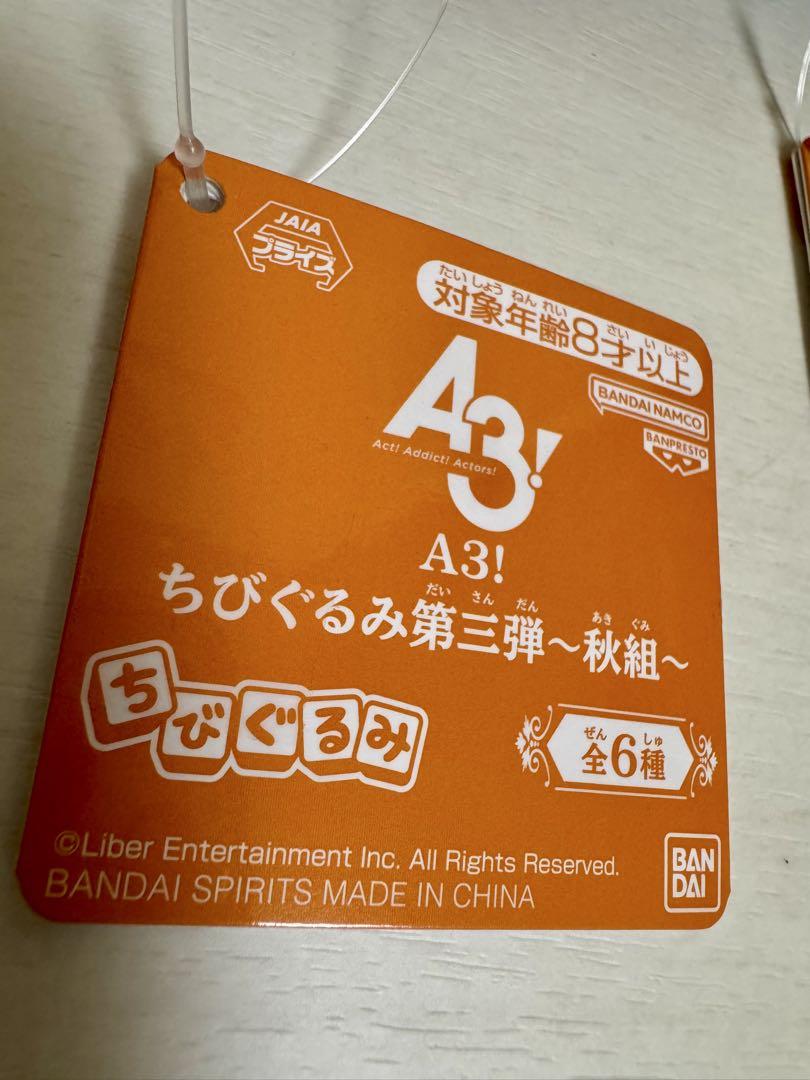 JAIA
プライズ
たいしょうねんれい さいいじょう
対象年齢8才以上
BANDAI NAMCO
BANPRESTO
A3!
Act! Addict! Actors!
A3!
だいさんだん あきぐみ
ちびぐるみ第三弾～秋組～
ちびぐるみ
ぜん しゅ
全6種
©Liber Entertainment Inc. All Rights Reserved.
BANDAI SPIRITS MADE IN CHINA
BAN
DAI